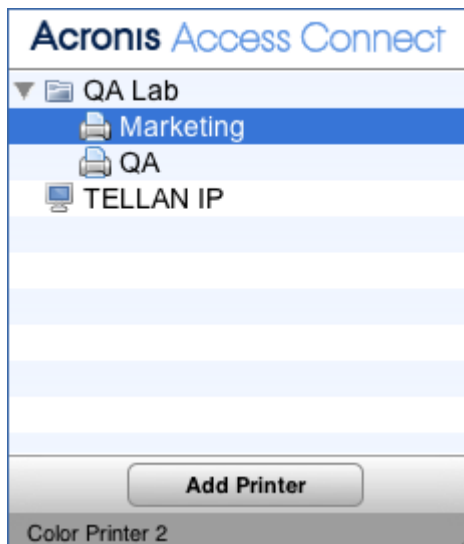 Acronis Access Connect
QA Lab
Marketing
QA
TELLAN IP
Add Printer
Color Printer 2